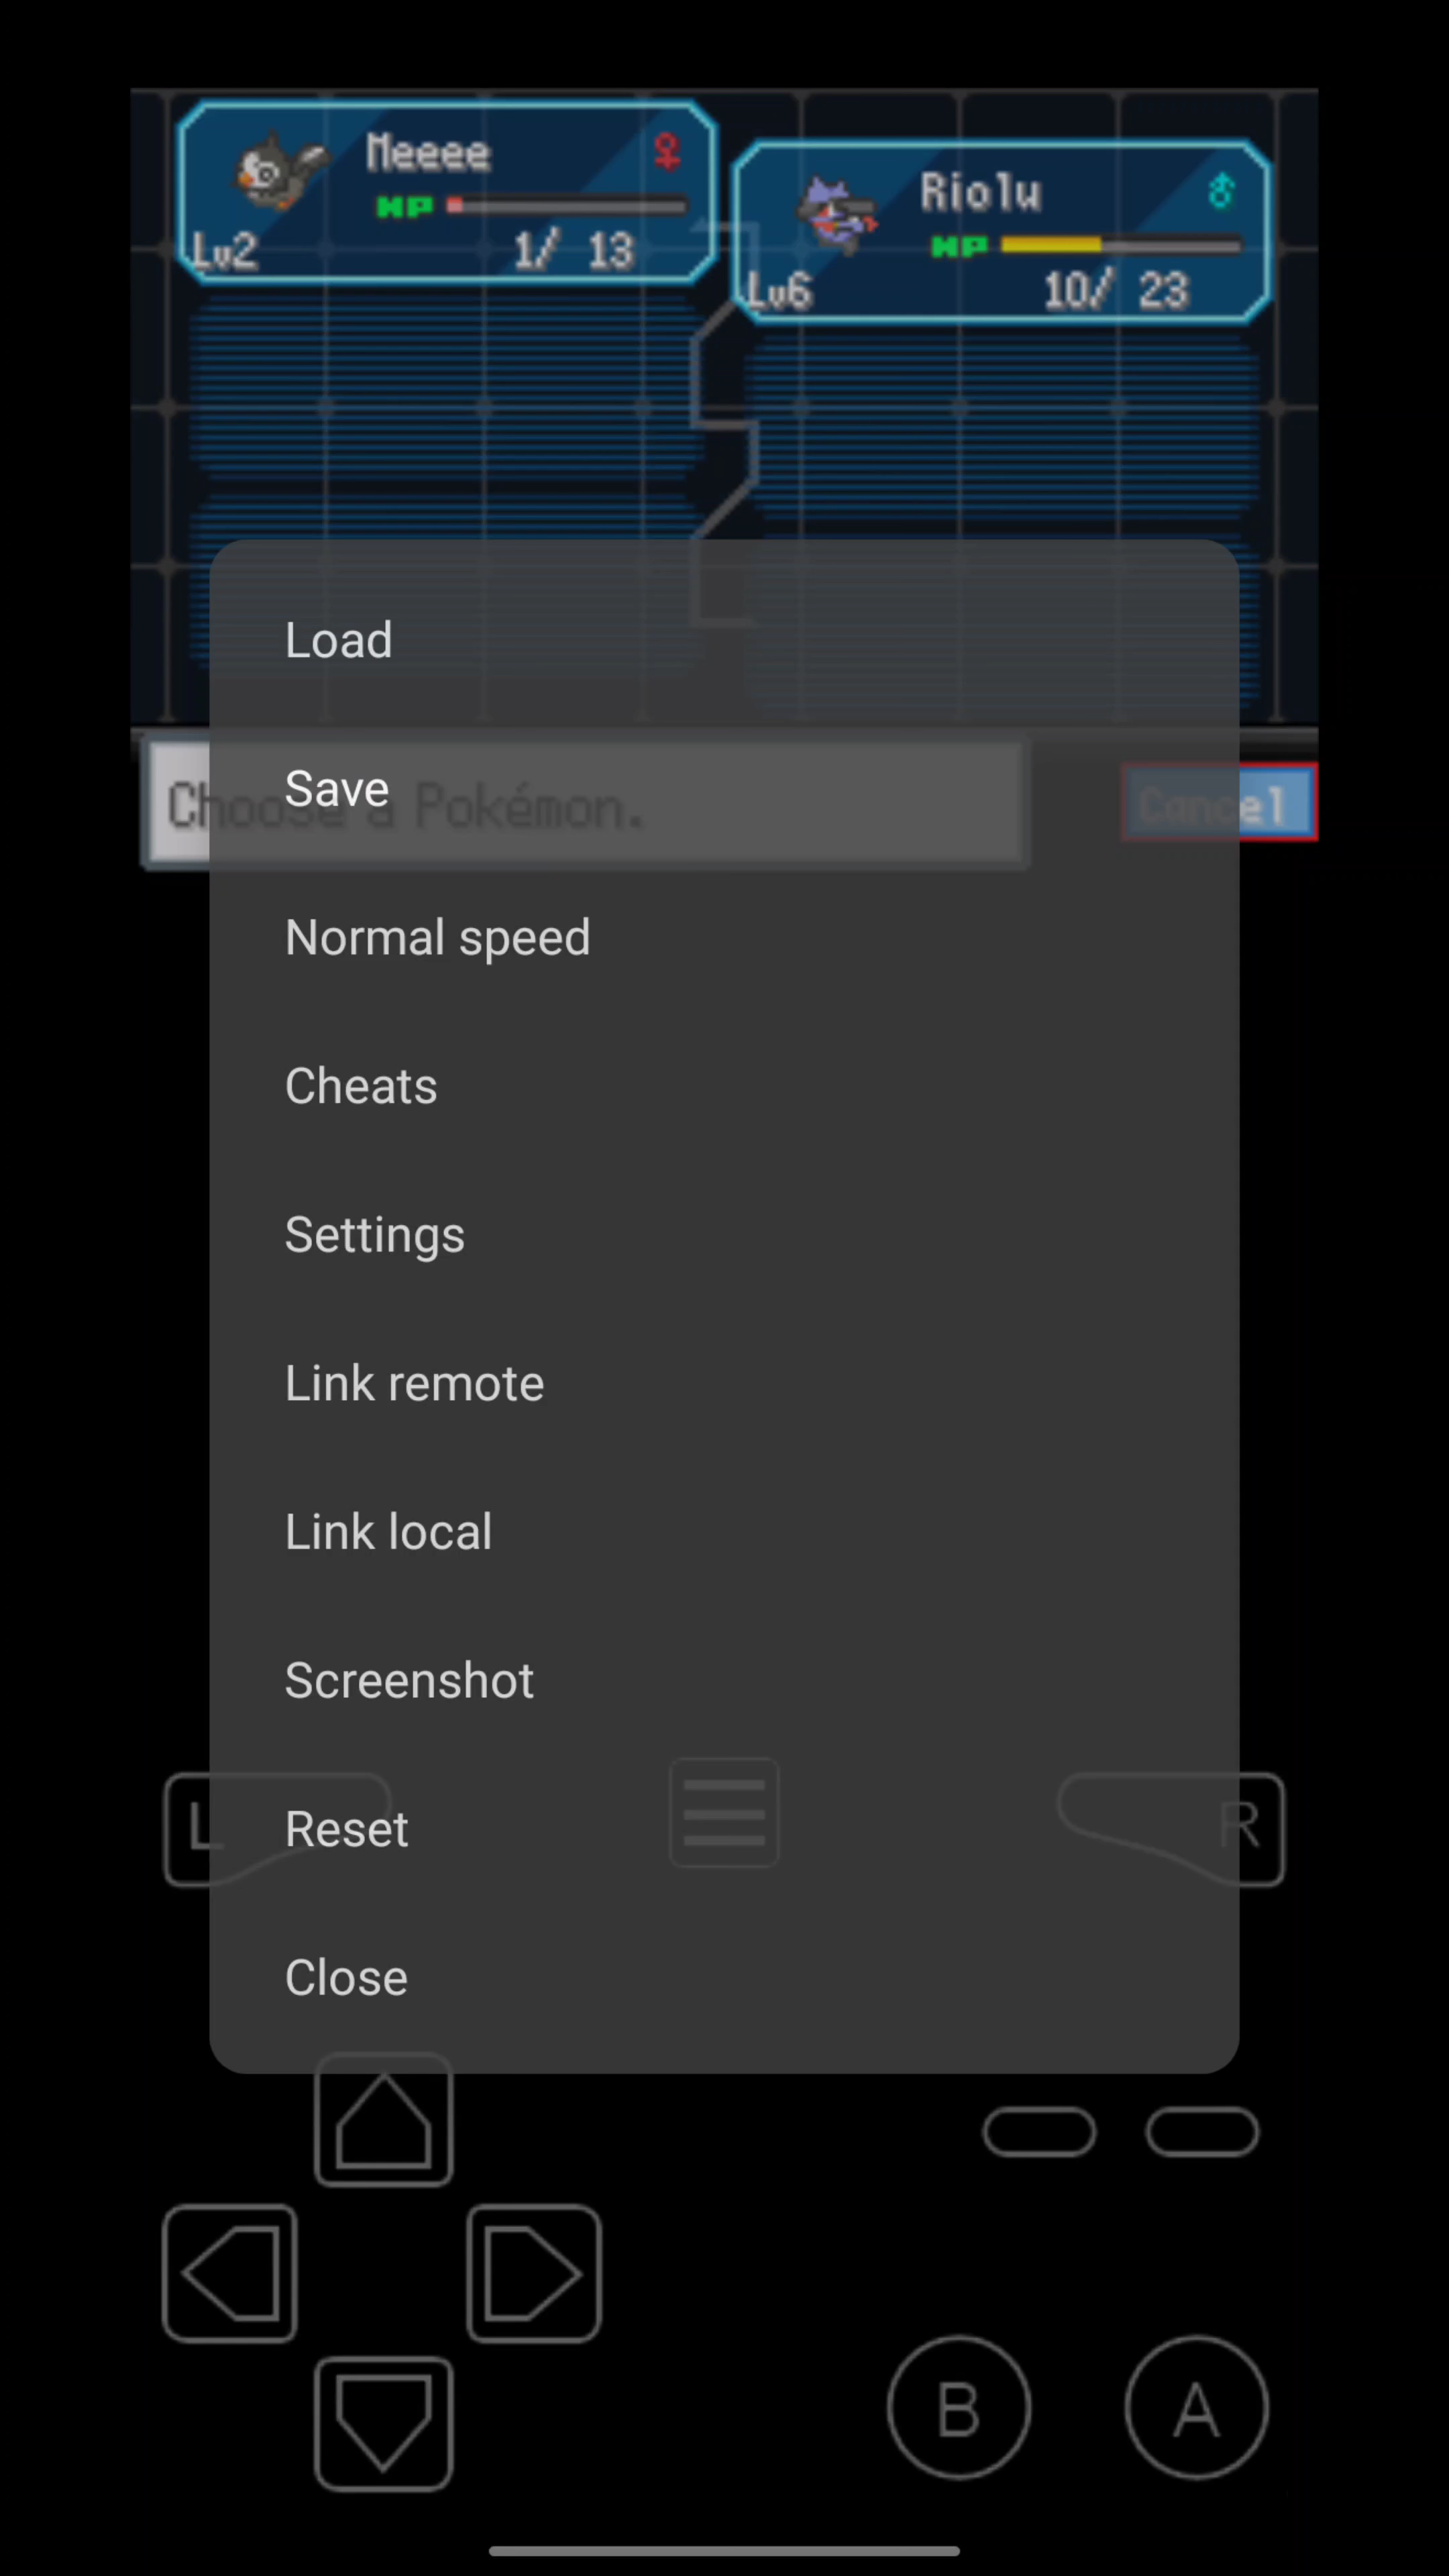 Meeee ♀
HP
Lv2 1/ 13
Riolu ♂
HP
Lv6 10/ 23
Load
Choose a Pokémon.
Cancel
Save
Normal speed
Cheats
Settings
Link remote
Link local
Screenshot
L
R
Reset
Close
B
A